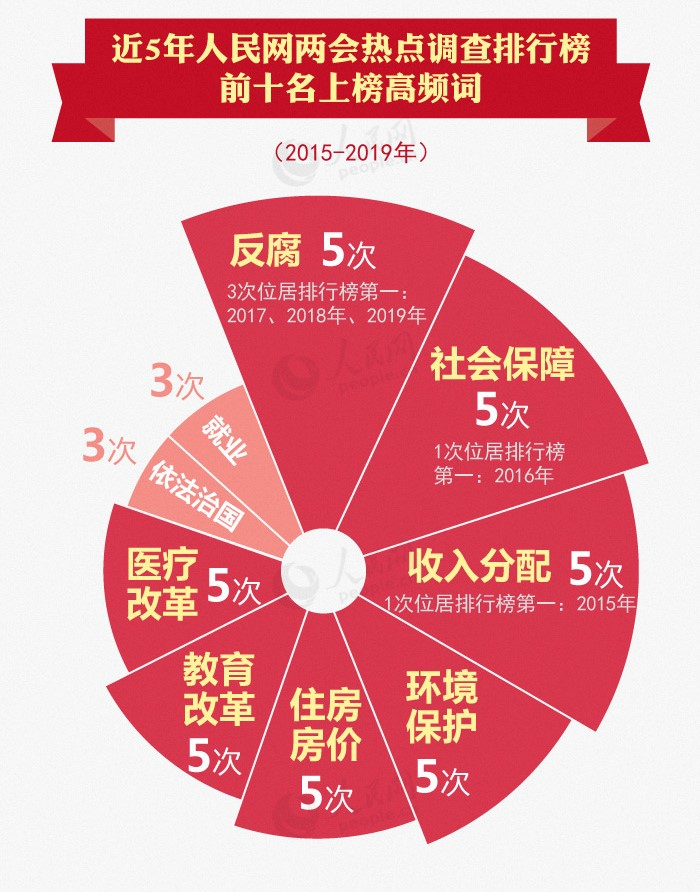 近5年人民网两会热点调查排行榜
前十名上榜高频词
（2015-2019年）
反腐 5次
3次位居排行榜第一：
2017、2018年、2019年
社会保障
5次
1次位居排行榜
第一：2016年
收入分配 5次
1次位居排行榜第一：2015年
环境
保护
5次
住房
房价
5次
教育
改革
5次
医疗
改革 5次
依法治国
3次
就业
3次
人民网
people.cn